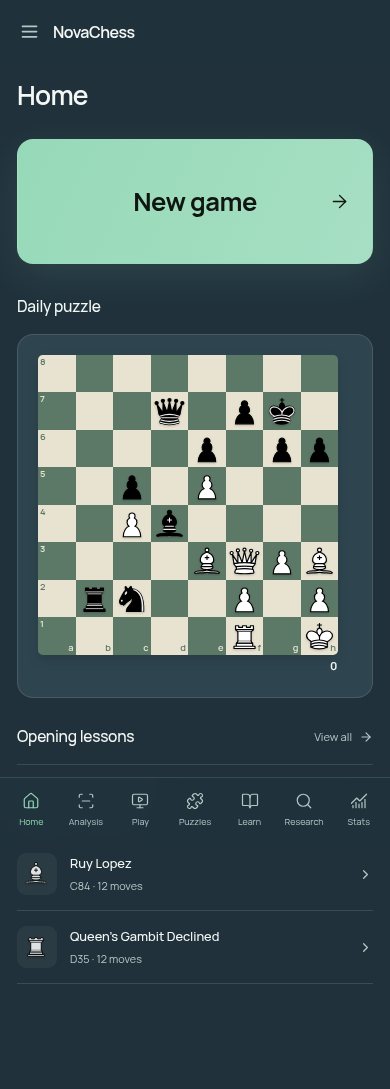 NovaChess
Home
New game
Daily puzzle
8
7
6
5
4
3
2
1
a b c d e f g h
0
Opening lessons
View all
Home Analysis Play Puzzles Learn Research Stats
Ruy Lopez
C84 · 12 moves
Queen's Gambit Declined
D35 · 12 moves